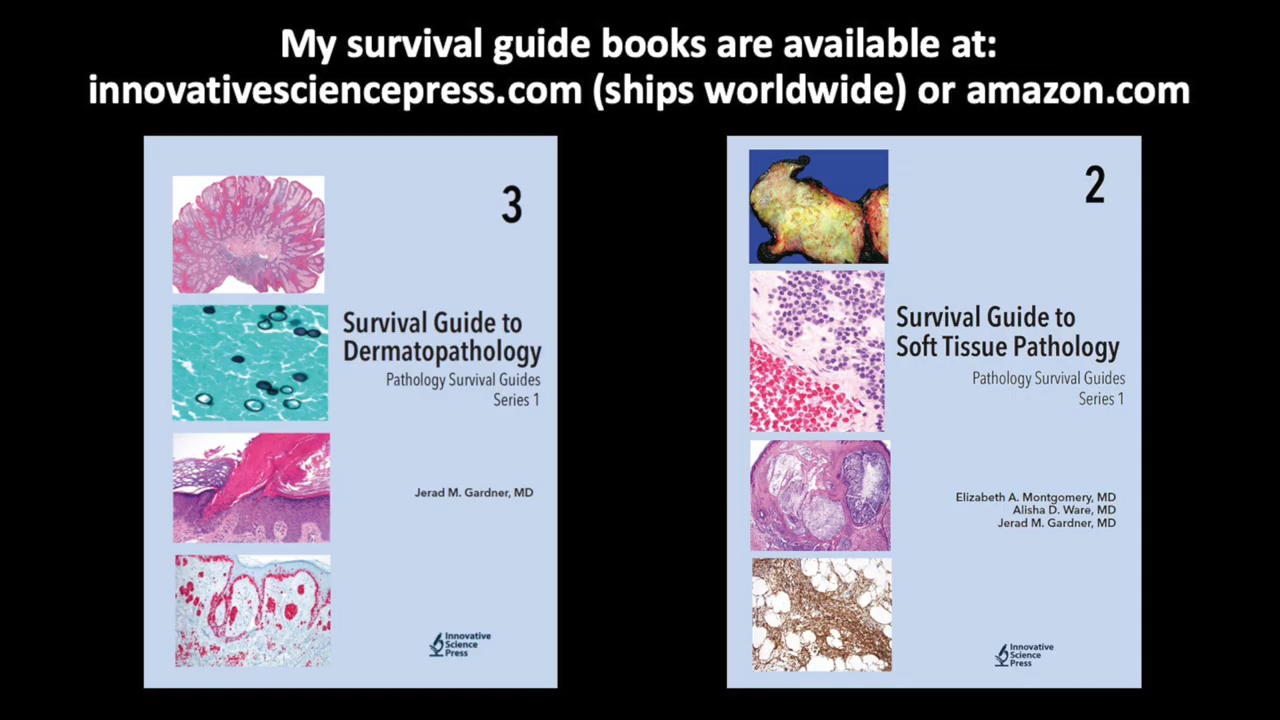 My survival guide books are available at:
innovativesciencepress.com (ships worldwide) or amazon.com
3
Survival Guide to
Dermatopathology
Pathology Survival Guides
Series 1
Jerad M. Gardner, MD
Innovative
Science
Press
2
Survival Guide to
Soft Tissue Pathology
Pathology Survival Guides
Series 1
Elizabeth A. Montgomery, MD
Alisha D. Ware, MD
Jerad M. Gardner, MD
Innovative
Science
Press